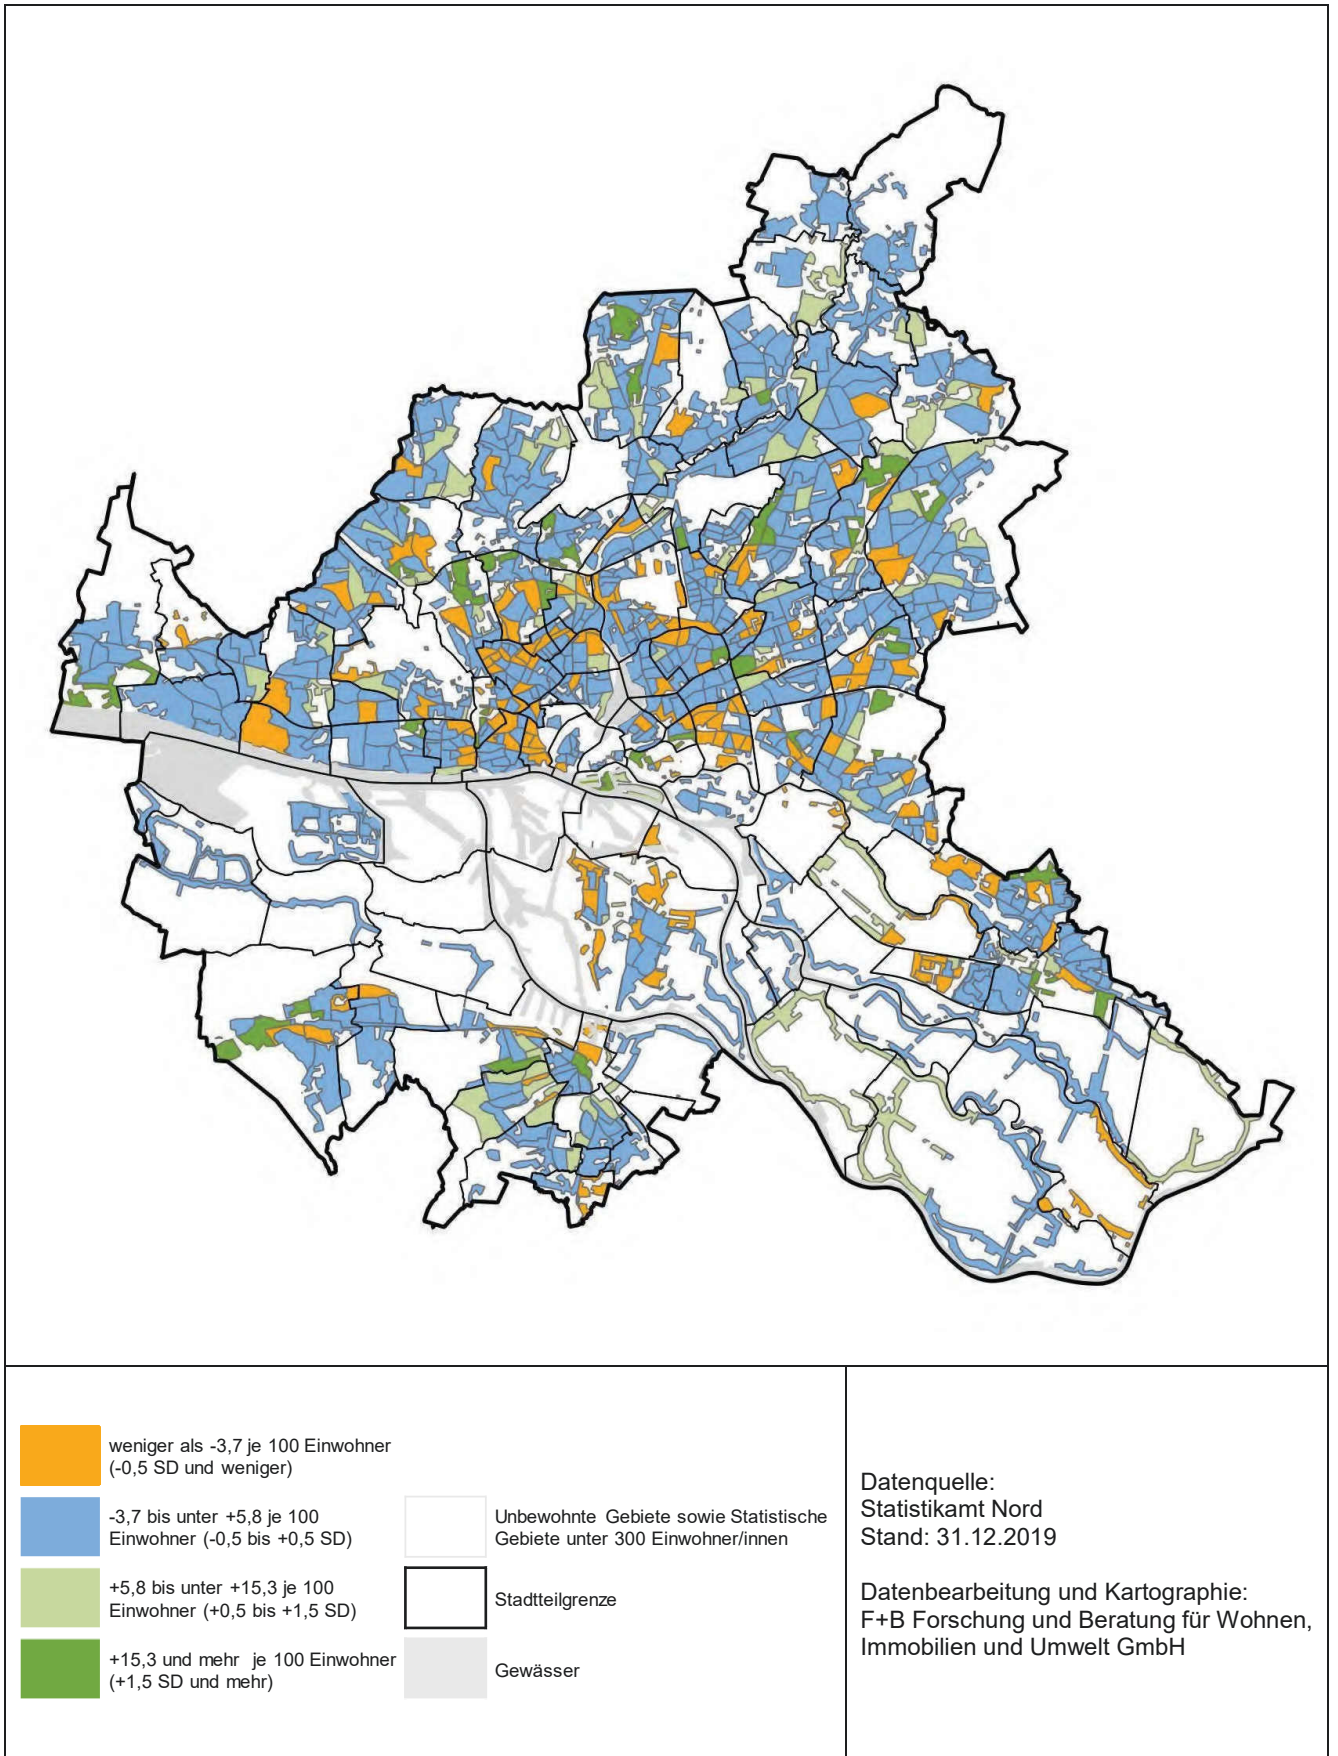 weniger als -3,7 je 100 Einwohner
(-0,5 SD und weniger)
-3,7 bis unter +5,8 je 100
Einwohner (-0,5 bis +0,5 SD)
+5,8 bis unter +15,3 je 100
Einwohner (+0,5 bis +1,5 SD)
+15,3 und mehr je 100 Einwohner
(+1,5 SD und mehr)
Unbewohnte Gebiete sowie Statistische
Gebiete unter 300 Einwohner/innen
Stadtteilgrenze
Gewässer
Datenquelle:
Statistikamt Nord
Stand: 31.12.2019
Datenbearbeitung und Kartographie:
F+B Forschung und Beratung für Wohnen,
Immobilien und Umwelt GmbH